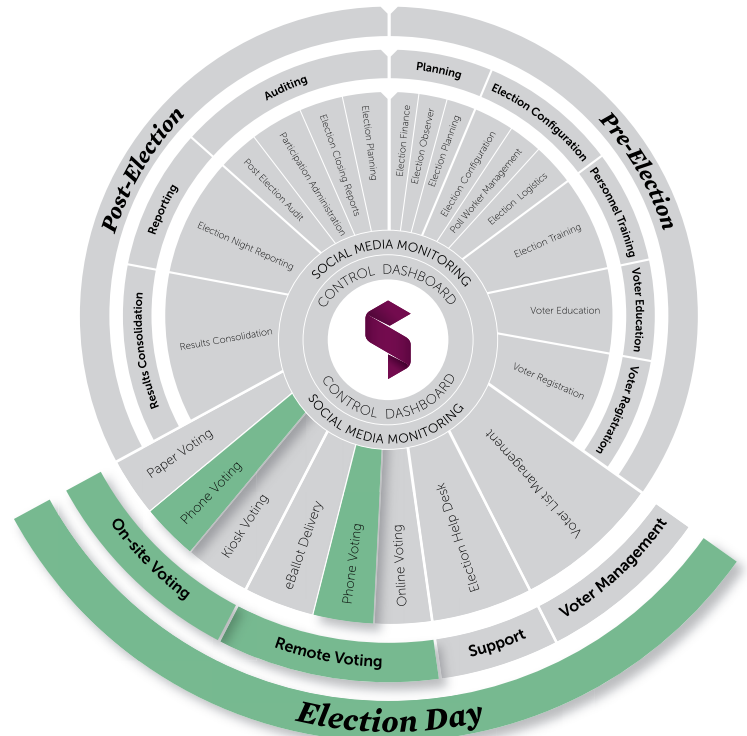 Post-Election
Pre-Election
Auditing
Planning
Election Configuration
Reporting
Personnel Training
Results Consolidation
Voter Education
Voter Registration
Election Planning
Election Closing Reports
Participation Administration
Post Election Audit
Election Night Reporting
Results Consolidation
Election Finance
Election Observer
Election Planning
Election Configuration
Poll Worker Management
Election Logistics
Election Training
Voter Education
Voter Registration
SOCIAL MEDIA MONITORING
CONTROL DASHBOARD
CONTROL DASHBOARD
SOCIAL MEDIA MONITORING
Paper Voting
Phone Voting
Kiosk Voting
eBallot Delivery
Phone Voting
Online Voting
Election Help Desk
Voter List Management
On-site Voting
Remote Voting
Support
Voter Management
Election Day